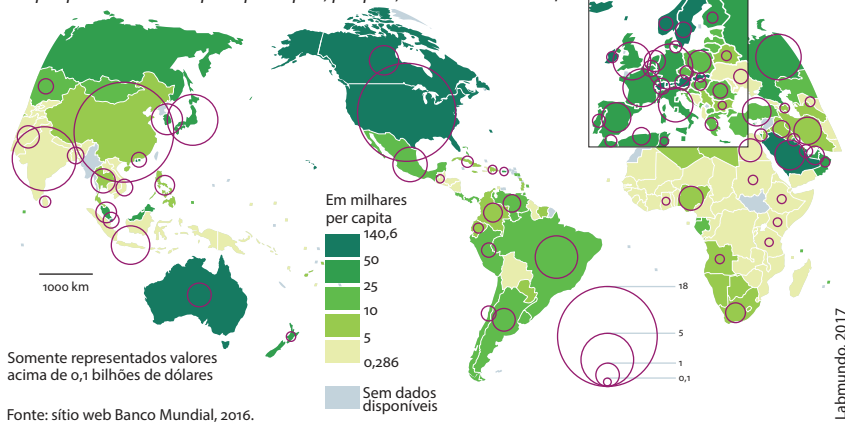 Em milhares
per capita
140,6
50
25
10
5
0,286
Sem dados
disponíveis
1000 km
18
5
1
0,1
Somente representados valores
acima de 0,1 bilhões de dólares
Fonte: sítio web Banco Mundial, 2016.
Labmundo, 2017